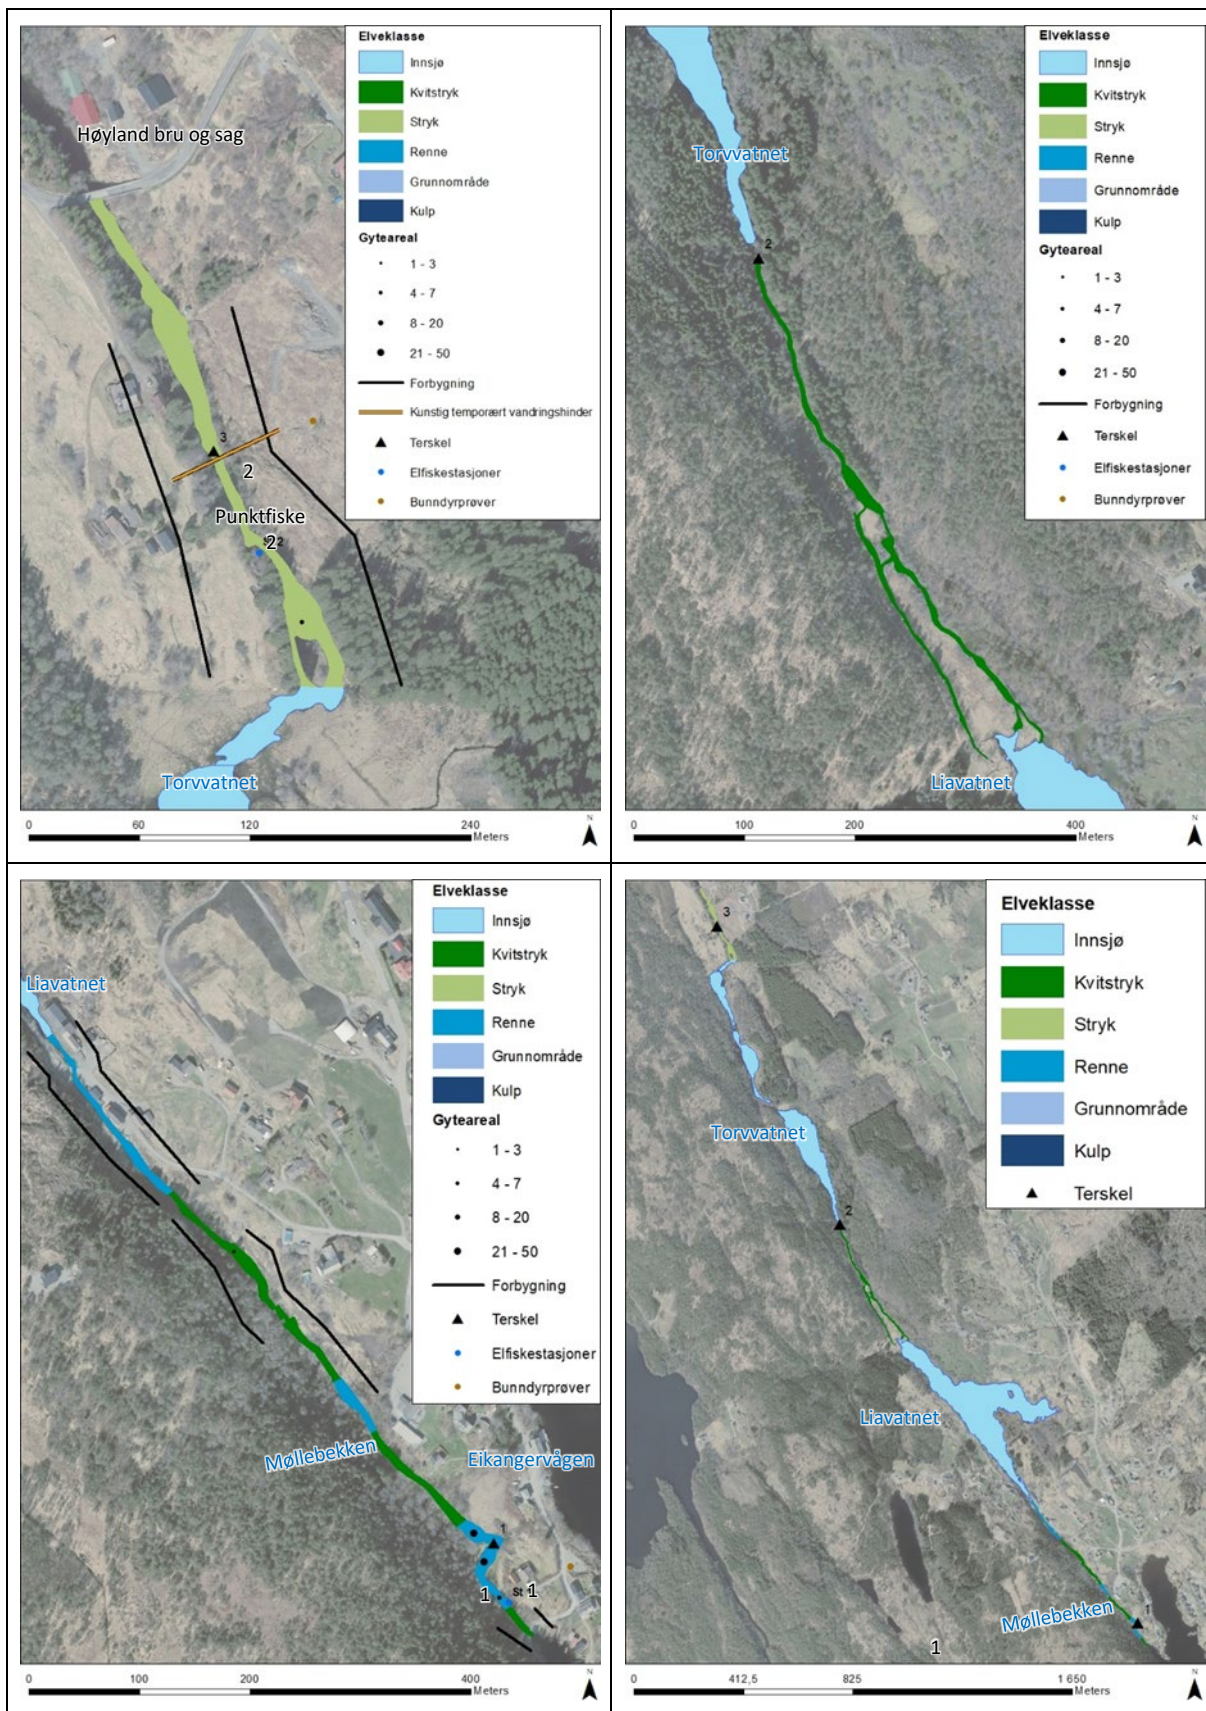 Elveklasse
Innsjø
Kvitstryk
Stryk
Renne
Grunnområde
Kulp
Gyteareal
1 - 3
4 - 7
8 - 20
21 - 50
Forbygning
Kunstig temporært vandringshinder
Terskel
Elfiskestasjoner
Bunndyrprøver
Høyland bru og sag
3
2
Punktfiske
2
2
Torvvatnet
0 60 120 240
Meters
N
Elveklasse
Innsjø
Kvitstryk
Stryk
Renne
Grunnområde
Kulp
Gyteareal
1 - 3
4 - 7
8 - 20
21 - 50
Forbygning
Terskel
Elfiskestasjoner
Bunndyrprøver
Torvvatnet
2
Liavatnet
0 100 200 400
Meters
N
Elveklasse
Innsjø
Kvitstryk
Stryk
Renne
Grunnområde
Kulp
Gyteareal
1 - 3
4 - 7
8 - 20
21 - 50
Forbygning
Terskel
Elfiskestasjoner
Bunndyrprøver
Liavatnet
Møllebekken
Eikangervågen
1
1 St 1
0 100 200 400
Meters
N
Elveklasse
Innsjø
Kvitstryk
Stryk
Renne
Grunnområde
Kulp
Terskel
3
Torvvatnet
2
Liavatnet
Møllebekken
1
1
0 412,5 825 1 650
Meters
N